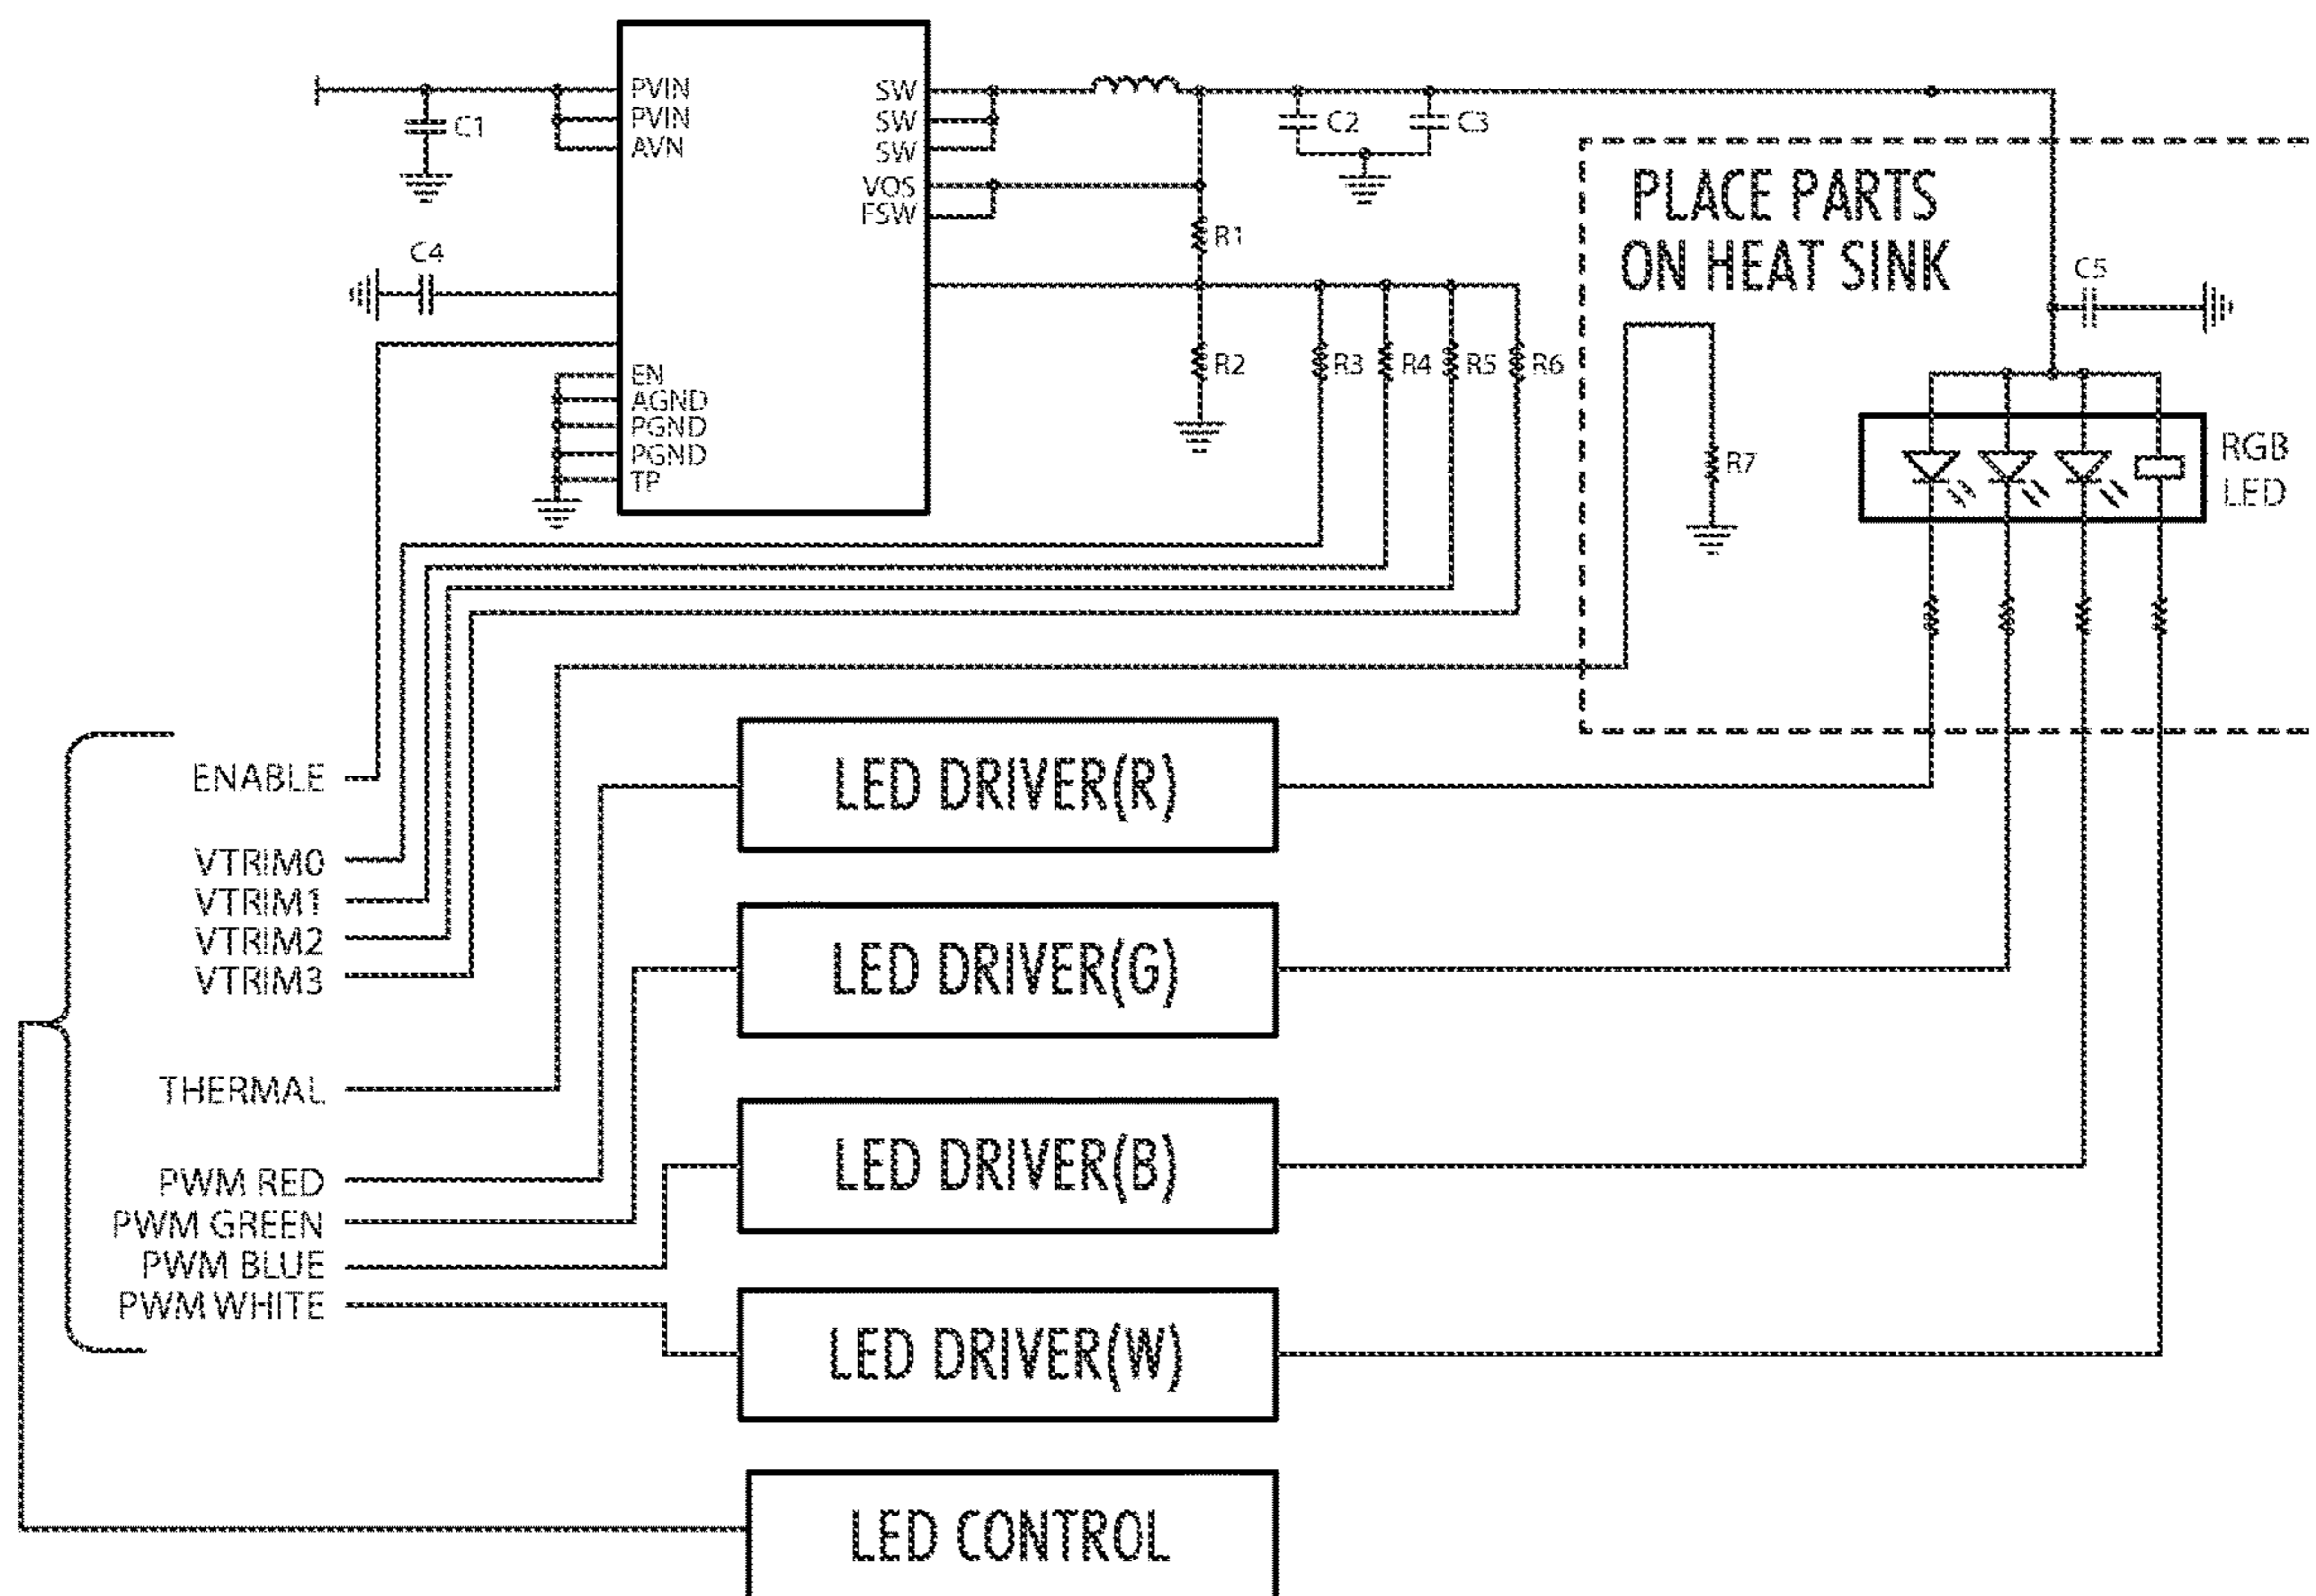 PVIN
PVIN
AVN
SW
SW
SW
VOS
FSW
C1
C2
C3
C4
R1
PLACE PARTS
ON HEAT SINK
C5
EN
AGND
PGND
PGND
TP
R2
R3
R4
R5
R6
R7
RGB
LED
ENABLE
VTRIM0
VTRIM1
VTRIM2
VTRIM3
THERMAL
PWM RED
PWM GREEN
PWM BLUE
PWM WHITE
LED DRIVER(R)
LED DRIVER(G)
LED DRIVER(B)
LED DRIVER(W)
LED CONTROL